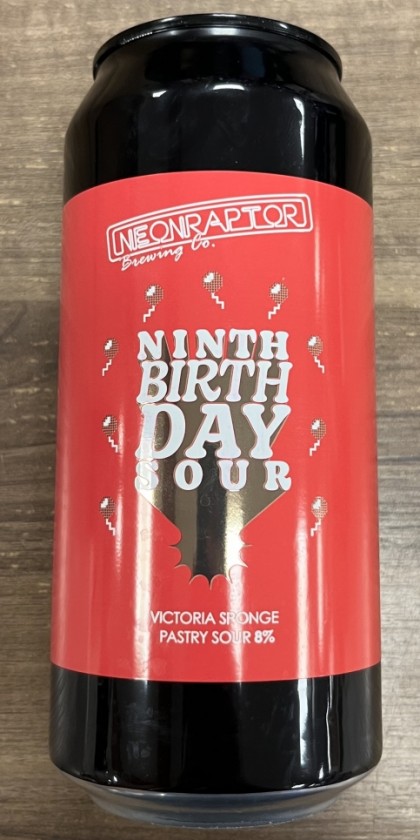 NEONRAPTOR
Brewing Co.
NINTH
BIRTH
DAY
SOUR
VICTORIA SPONGE
PASTRY SOUR 8%